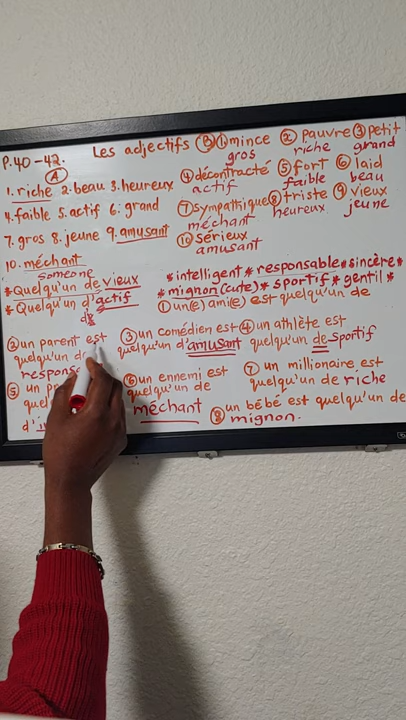 P.40-42. Les adjectifs
Ⓐ
1. riche 2. beau 3. heureux
4. faible 5. actif 6. grand
7. gros 8. jeune 9. amusant
10. méchant
someone
*Quelqu'un de vieux
*Quelqu'un d'actif
Ⓑ ① mince ② pauvre ③ petit
gros riche grand
④ décontracté ⑤ fort ⑥ laid
actif faible beau
⑦ sympathique ⑧ triste ⑨ vieux
méchant heureux jeune
⑩ sérieux
amusant
*intelligent* responsable* sincère*
*mignon (cute)* sportif* gentil*
① un(e) ami(e) est quelqu'un de
② un parent est
quelqu'un de
③ un comédien est
quelqu'un d'amusant
④ un athlète est
quelqu'un de sportif
⑤ un
⑥ un ennemi est
quelqu'un de
méchant
⑦ un millionaire est
quelqu'un de riche
⑧ un bébé est quelqu'un de
mignon.